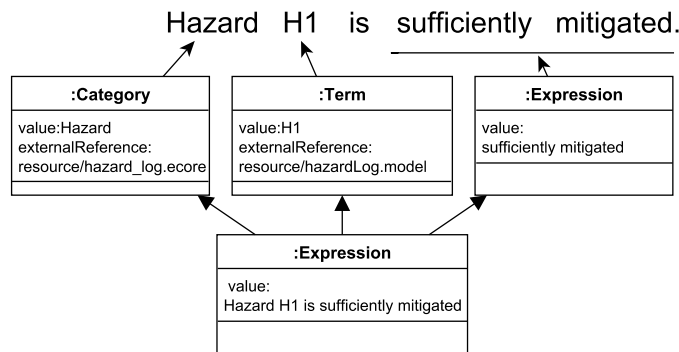 Hazard H1 is sufficiently mitigated.
:Category
value:Hazard
externalReference:
resource/hazard_log.ecore
:Term
value:H1
externalReference:
resource/hazardLog.model
:Expression
value:
sufficiently mitigated
:Expression
value:
Hazard H1 is sufficiently mitigated